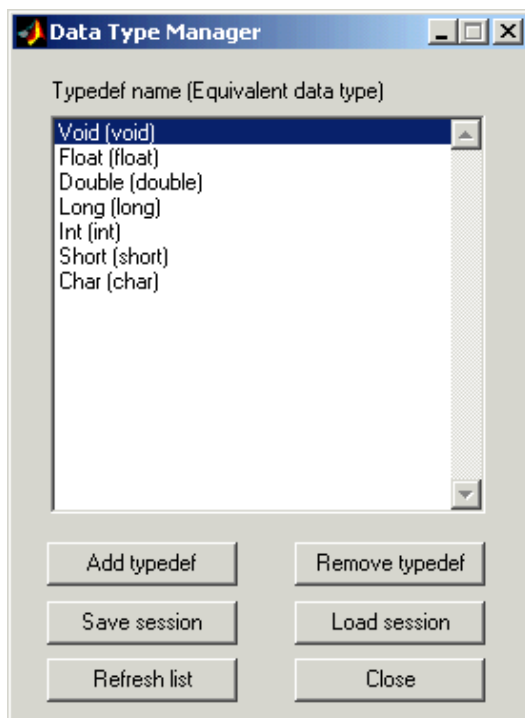 Data Type Manager
Typedef name (Equivalent data type)
Void (void)
Float (float)
Double (double)
Long (long)
Int (int)
Short (short)
Char (char)
Add typedef
Remove typedef
Save session
Load session
Refresh list
Close